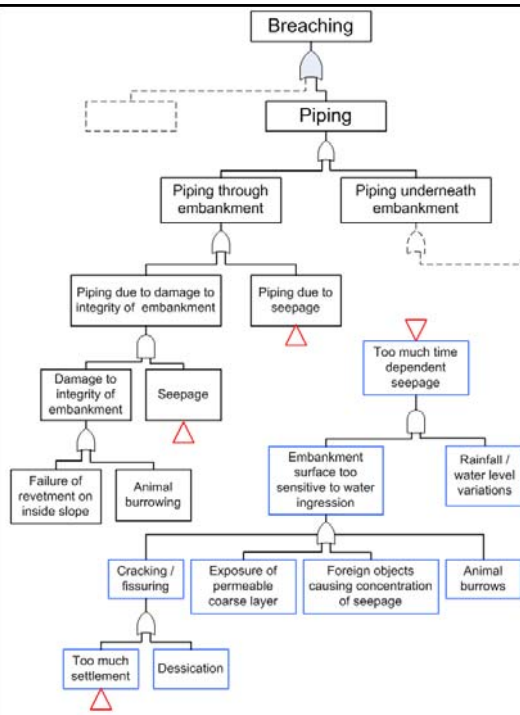 Breaching
Piping
Piping through
embankment
Piping underneath
embankment
Piping due to damage to
integrity of embankment
Piping due to
seepage
Too much time
dependent
seepage
Damage to
integrity of
embankment
Seepage
Embankment
surface too
sensitive to water
ingression
Rainfall /
water level
variations
Failure of
revetment on
inside slope
Animal
burrowing
Cracking /
fissuring
Exposure of
permeable
coarse layer
Foreign objects
causing concentration
of seepage
Animal
burrows
Too much
settlement
Dessication